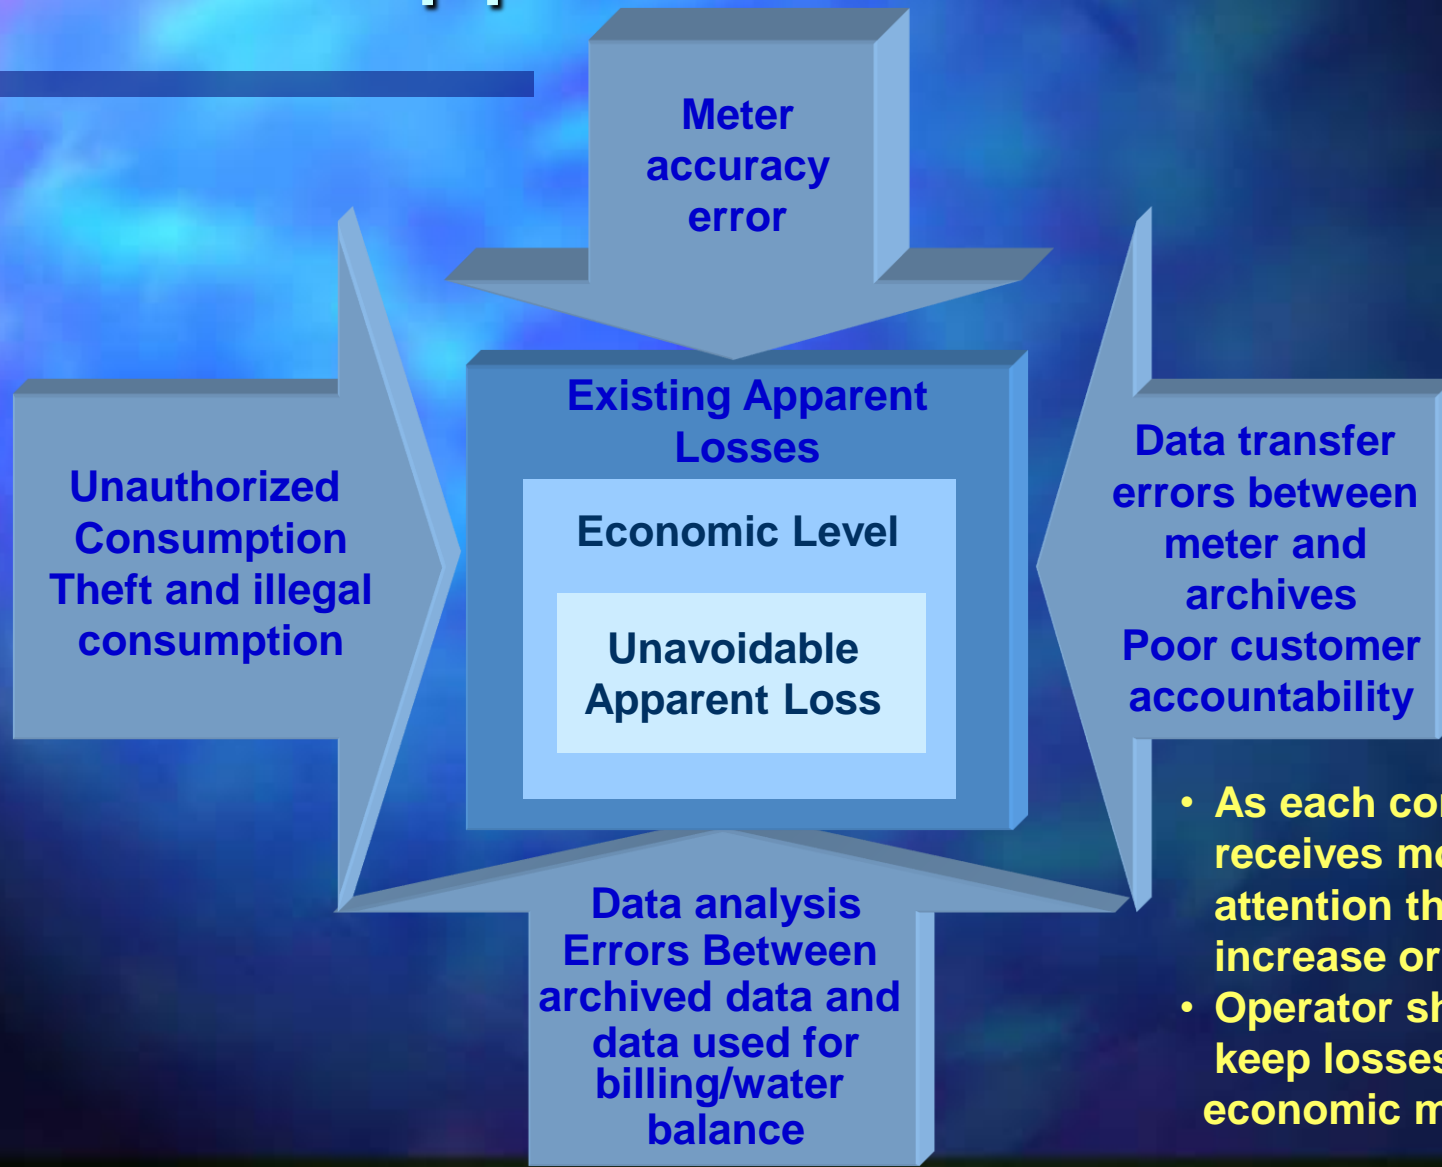 Meter
accuracy
error
Existing Apparent
Losses
Economic Level
Unavoidable
Apparent Loss
Unauthorized
Consumption
Theft and illegal
consumption
Data transfer
errors between
meter and
archives
Poor customer
accountability
Data analysis
Errors Between
archived data and
data used for
billing/water
balance
• As each
receives
attention
increase or
• Operator
keep losses
economic